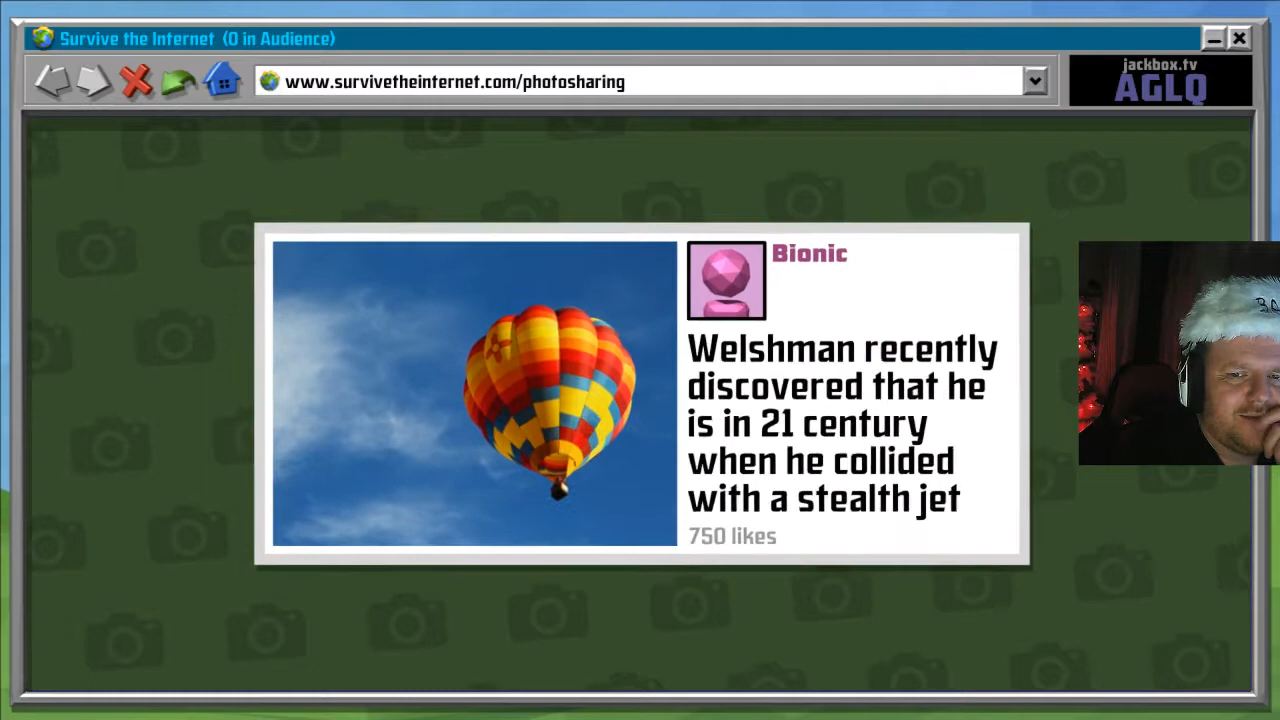 Survive the Internet (0 in Audience)
www.survivetheinternet.com/photosharing
jackbox.tv
AGLQ
Bionic
Welshman recently
discovered that he
is in 21 century
when he collided
with a stealth jet
750 likes